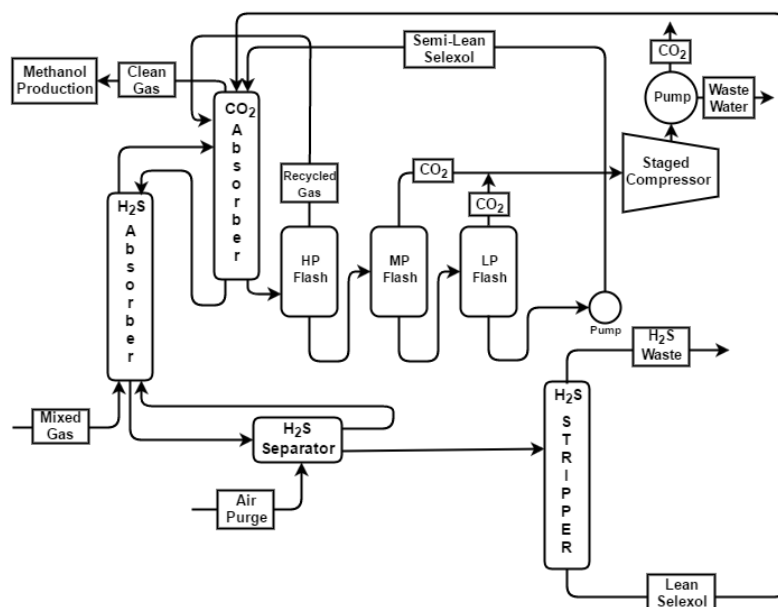 Methanol
Production
Clean
Gas
Semi-Lean
Selexol
CO2
Pump
Waste
Water
Staged
Compressor
CO2
A
b
s
o
r
b
e
r
Recycled
Gas
CO2
CO2
H2S
A
b
s
o
r
b
e
r
HP
Flash
MP
Flash
LP
Flash
Pump
H2S
Waste
Mixed
Gas
H2S
Separator
Air
Purge
H2S
S
T
R
I
P
P
E
R
Lean
Selexol